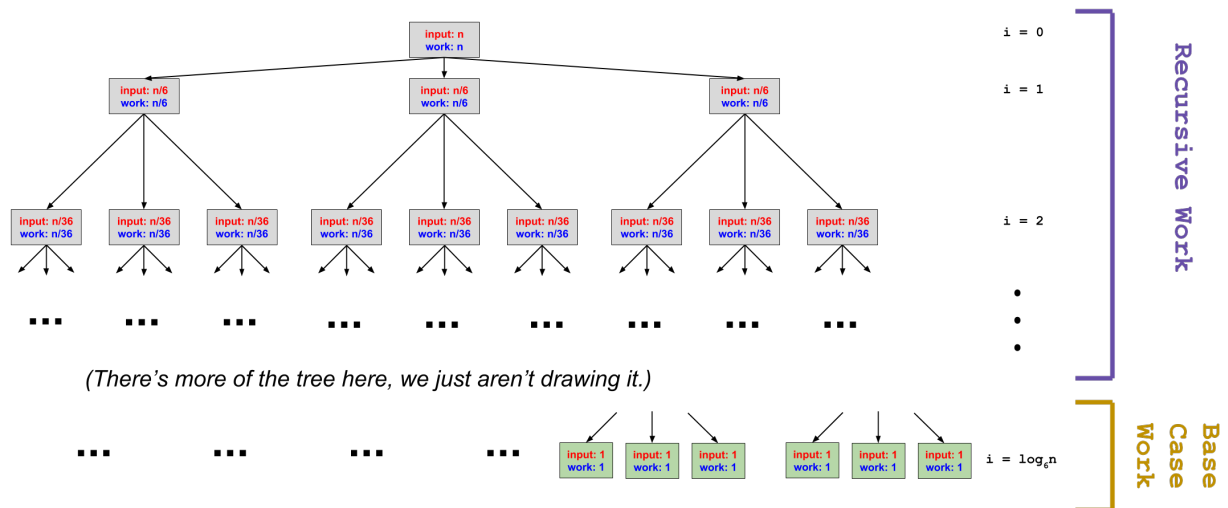 input: n
work: n
i = 0
input: n/6
work: n/6
input: n/6
work: n/6
input: n/6
work: n/6
i = 1
input: n/36
work: n/36
input: n/36
work: n/36
input: n/36
work: n/36
input: n/36
work: n/36
input: n/36
work: n/36
input: n/36
work: n/36
input: n/36
work: n/36
input: n/36
work: n/36
input: n/36
work: n/36
i = 2
Recursive Work
(There's more of the tree here, we just aren't drawing it.)
input: 1
work: 1
input: 1
work: 1
input: 1
work: 1
input: 1
work: 1
input: 1
work: 1
input: 1
work: 1
i = log₆n
Base
Case
Work